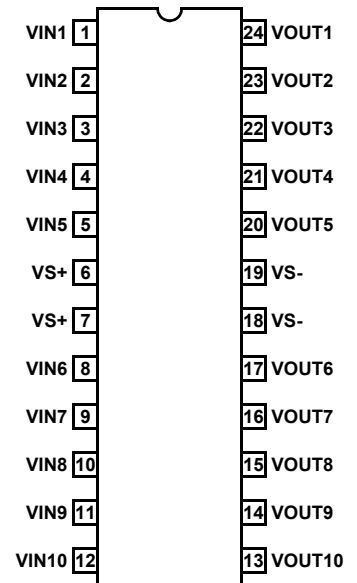 VIN1 1 24 VOUT1
VIN2 2 23 VOUT2
VIN3 3 22 VOUT3
VIN4 4 21 VOUT4
VIN5 5 20 VOUT5
VS+ 6 19 VS-
VS+ 7 18 VS-
VIN6 8 17 VOUT6
VIN7 9 16 VOUT7
VIN8 10 15 VOUT8
VIN9 11 14 VOUT9
VIN10 12 13 VOUT10